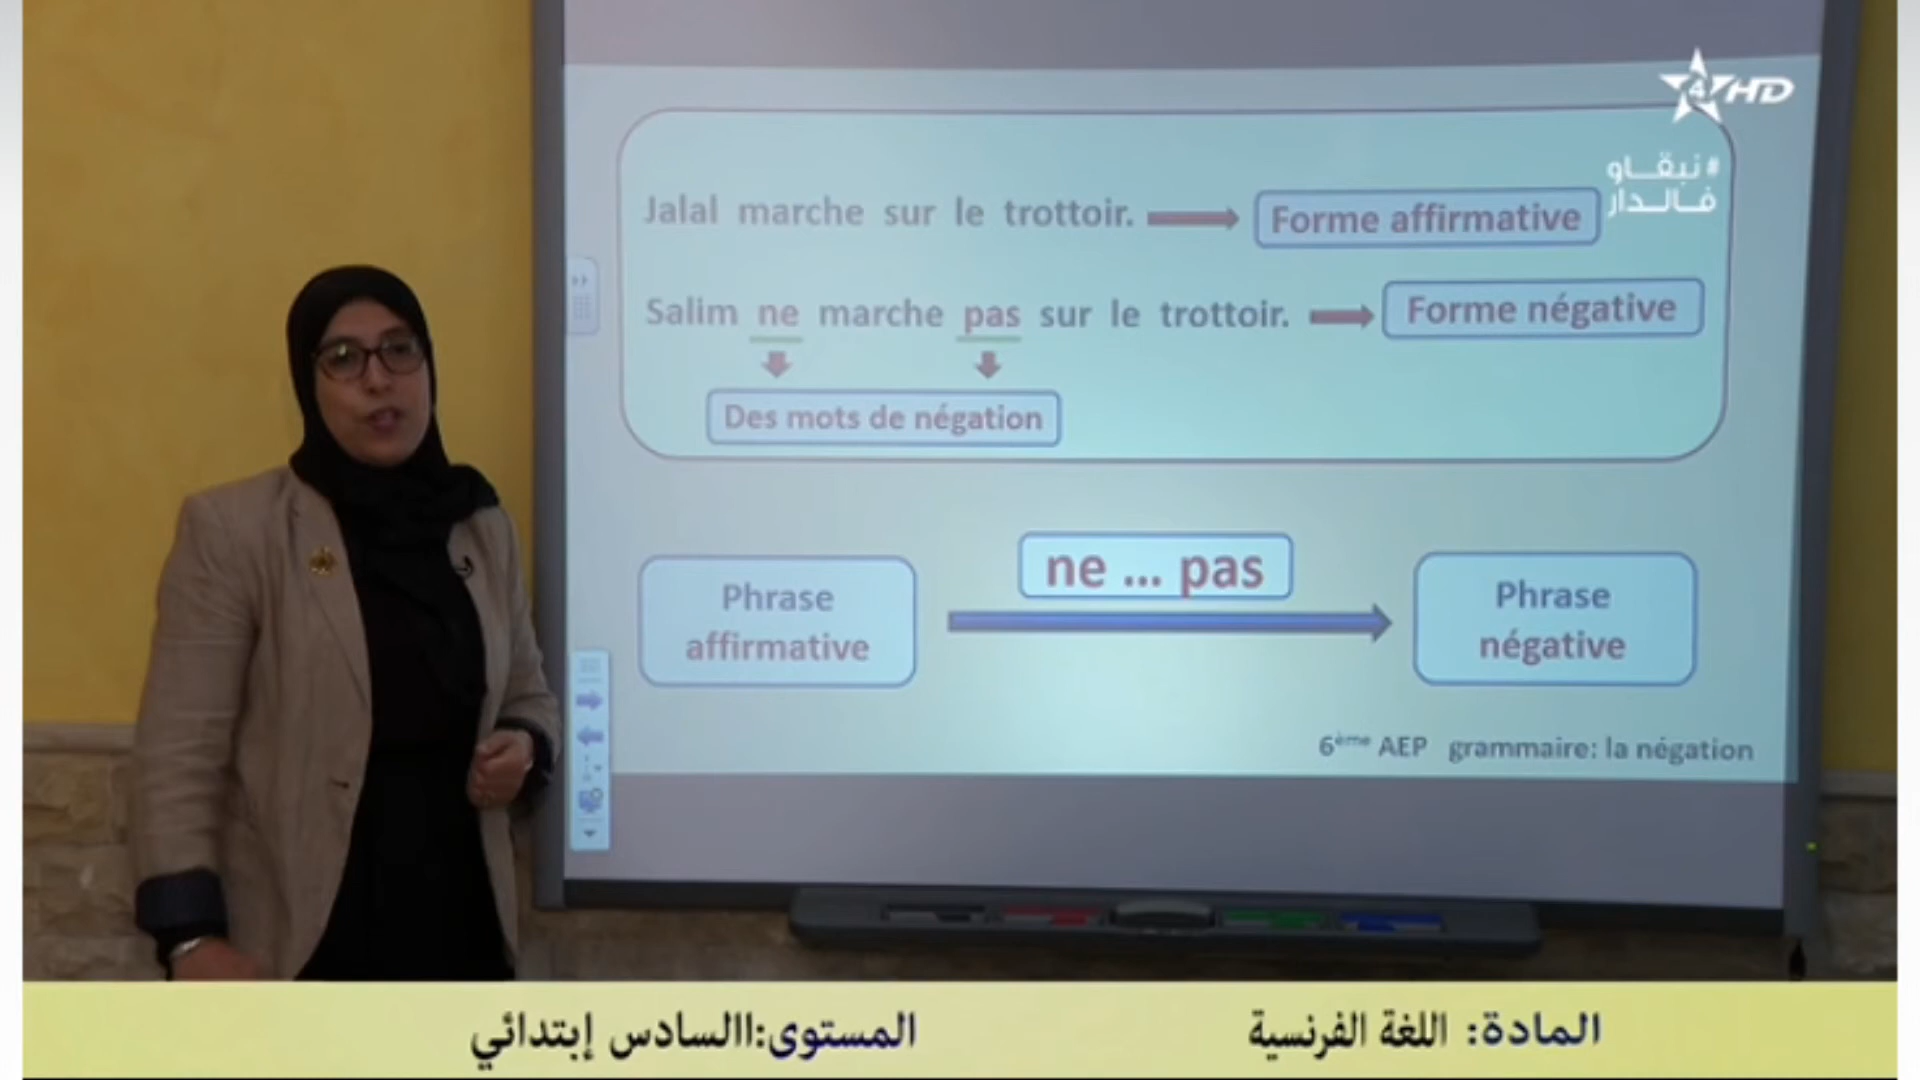 4 HD
#نبقاو
فالدار
Jalal marche sur le trottoir. Forme affirmative
Salim ne marche pas sur le trottoir. Forme négative
Des mots de négation
ne ... pas
Phrase
affirmative
Phrase
négative
6ème AEP grammaire: la négation
المادة: اللغة الفرنسية
المستوى:االسادس إبتدائي